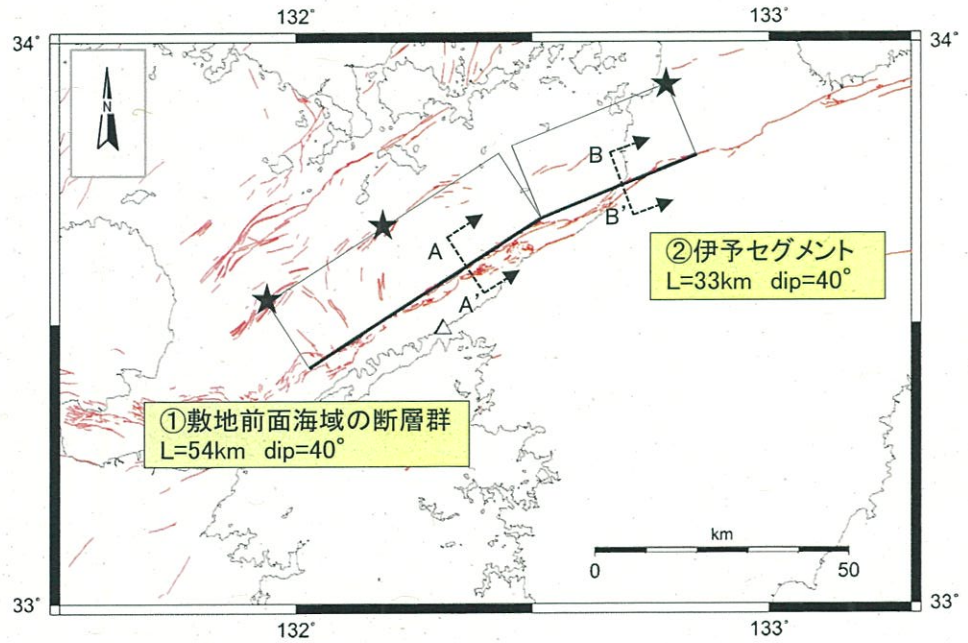 132°
133°
34°
34°
N
B
B'
A
A'
②伊予セグメント
L=33km dip=40°
①敷地前面海域の断層群
L=54km dip=40°
km
0
50
33°
33°
132°
133°